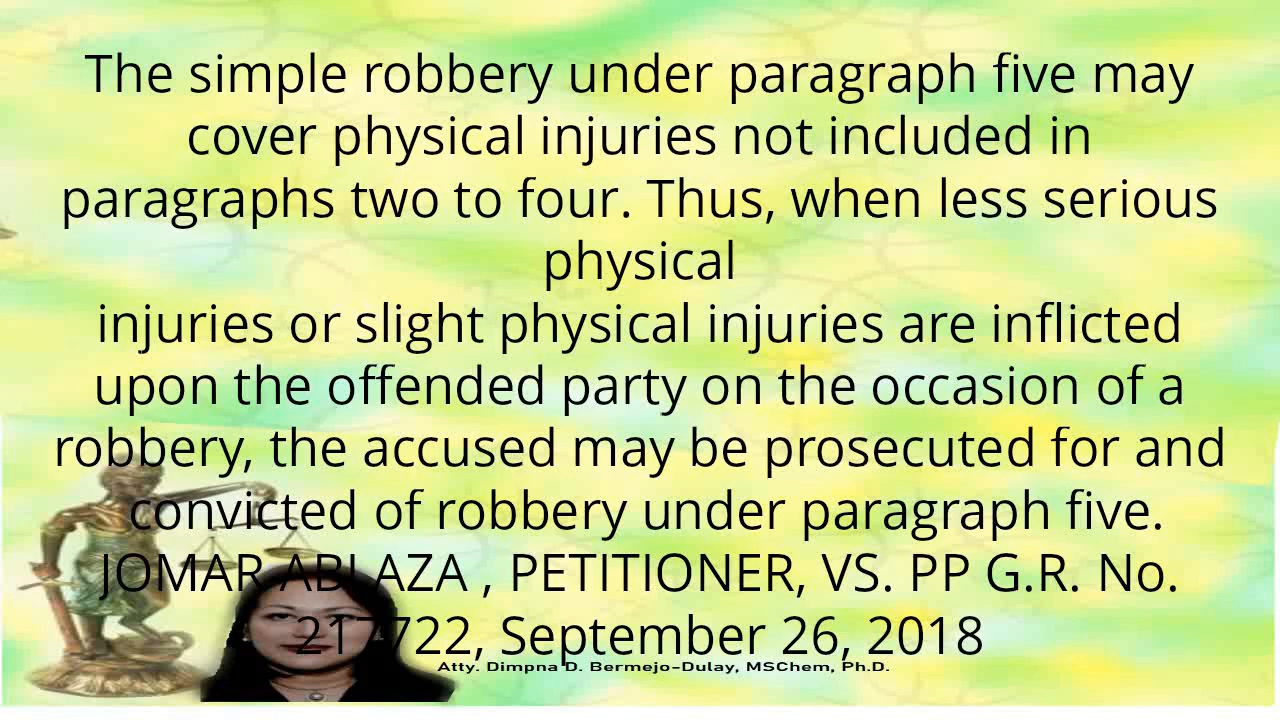 The simple robbery under paragraph five may
cover physical injuries not included in
paragraphs two to four. Thus, when less serious
physical
injuries or slight physical injuries are inflicted
upon the offended party on the occasion of a
robbery, the accused may be prosecuted for and
convicted of robbery under paragraph five.
JOMAR ABLAZA , PETITIONER, VS. PP G.R. No.
217722, September 26, 2018
Atty. Dimpna D. Bermejo-Dulay, MSChem, Ph.D.